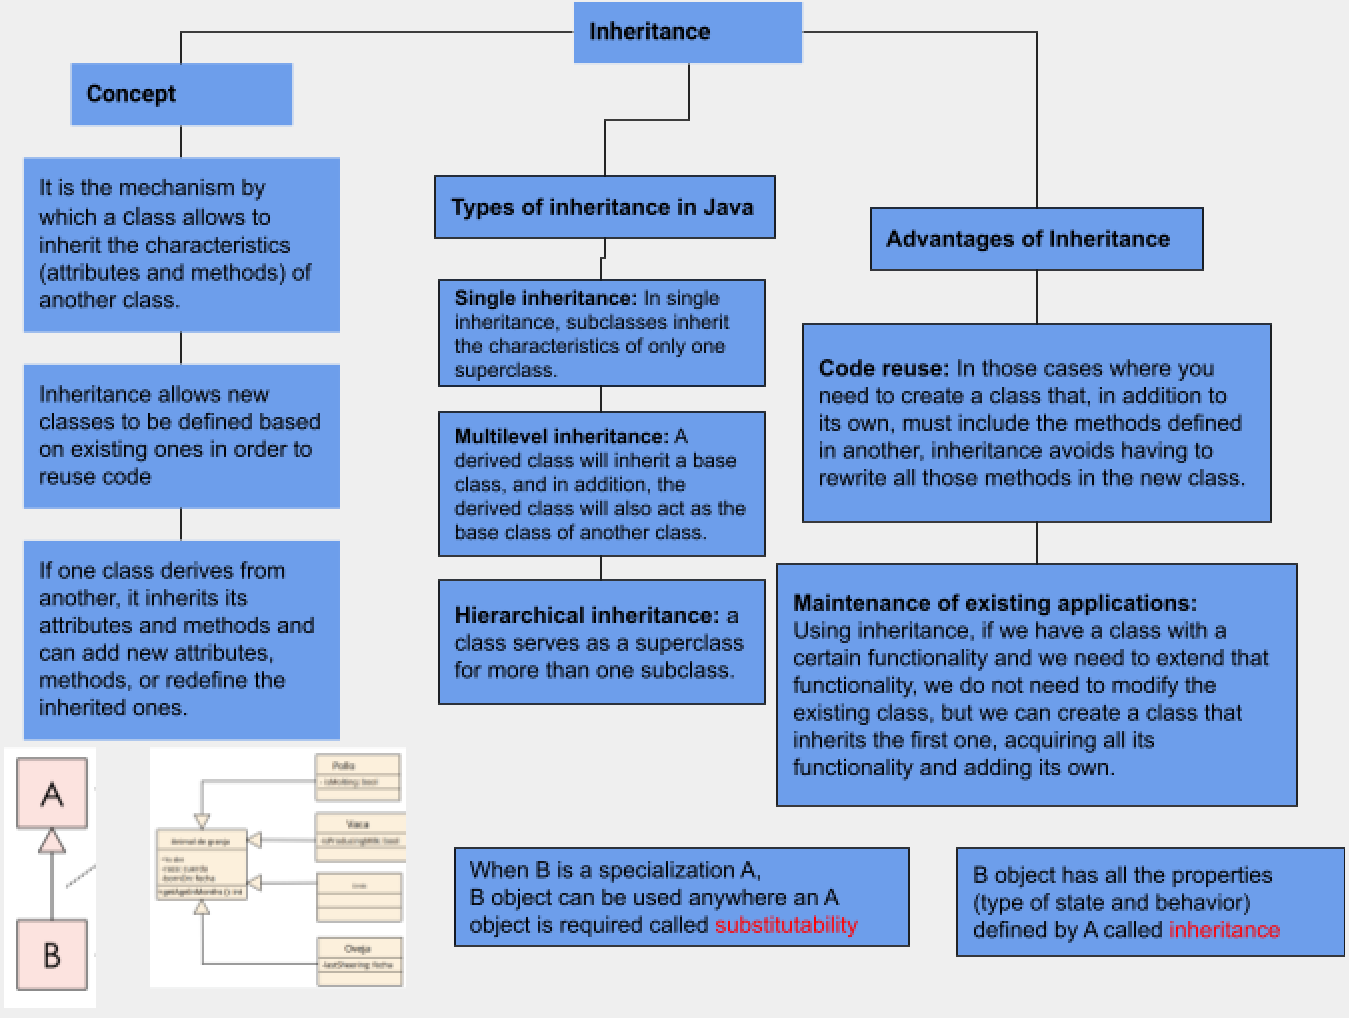 Inheritance
Concept
It is the mechanism by
which a class allows to
inherit the characteristics
(attributes and methods) of
another class.
Inheritance allows new
classes to be defined based
on existing ones in order to
reuse code
If one class derives from
another, it inherits its
attributes and methods and
can add new attributes,
methods, or redefine the
inherited ones.
Types of inheritance in Java
Single inheritance: In single
inheritance, subclasses inherit
the characteristics of only one
superclass.
Multilevel inheritance: A
derived class will inherit a base
class, and in addition, the
derived class will also act as the
base class of another class.
Hierarchical inheritance: a
class serves as a superclass
for more than one subclass.
Advantages of Inheritance
Code reuse: In those cases where you
need to create a class that, in addition to
its own, must include the methods defined
in another, inheritance avoids having to
rewrite all those methods in the new class.
Maintenance of existing applications:
Using inheritance, if we have a class with a
certain functionality and we need to extend that
functionality, we do not need to modify the
existing class, but we can create a class that
inherits the first one, acquiring all its
functionality and adding its own.
A
B
Pollo
Vaca
Animal de granja
Oveja
When B is a specialization A,
B object can be used anywhere an A
object is required called substitutability
B object has all the properties
(type of state and behavior)
defined by A called inheritance